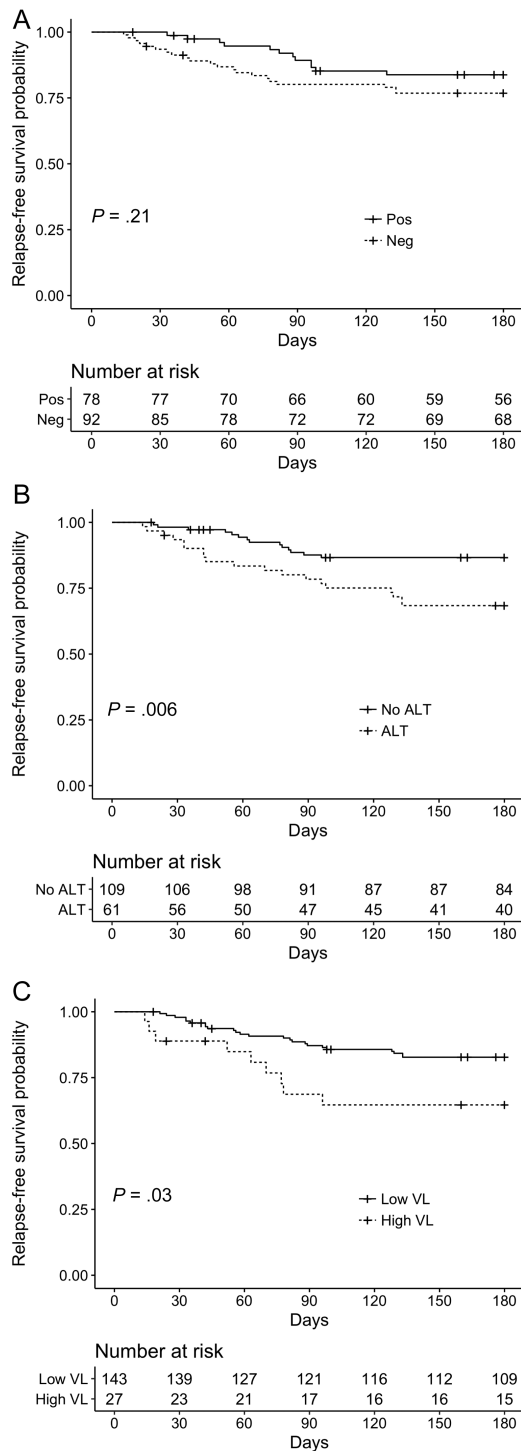 A
Relapse-free survival probability
1.00
0.75
0.50
0.25
0.00
P = .21
Pos
Neg
0 30 60 90 120 150 180
Days
Number at risk
Pos 78 77 70 66 60 59 56
Neg 92 85 78 72 72 69 68
0 30 60 90 120 150 180
Days
B
Relapse-free survival probability
1.00
0.75
0.50
0.25
0.00
P = .006
No ALT
ALT
0 30 60 90 120 150 180
Days
Number at risk
No ALT 109 106 98 91 87 87 84
ALT 61 56 50 47 45 41 40
0 30 60 90 120 150 180
Days
C
Relapse-free survival probability
1.00
0.75
0.50
0.25
0.00
P = .03
Low VL
High VL
0 30 60 90 120 150 180
Days
Number at risk
Low VL 143 139 127 121 116 112 109
High VL 27 23 21 17 16 16 15
0 30 60 90 120 150 180
Days